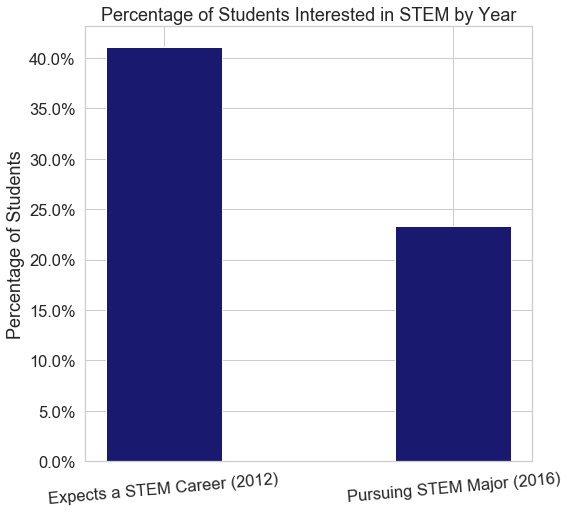 Percentage of Students Interested in STEM by Year
Percentage of Students
40.0%
35.0%
30.0%
25.0%
20.0%
15.0%
10.0%
5.0%
0.0%
Expects a STEM Career (2012)
Pursuing STEM Major (2016)